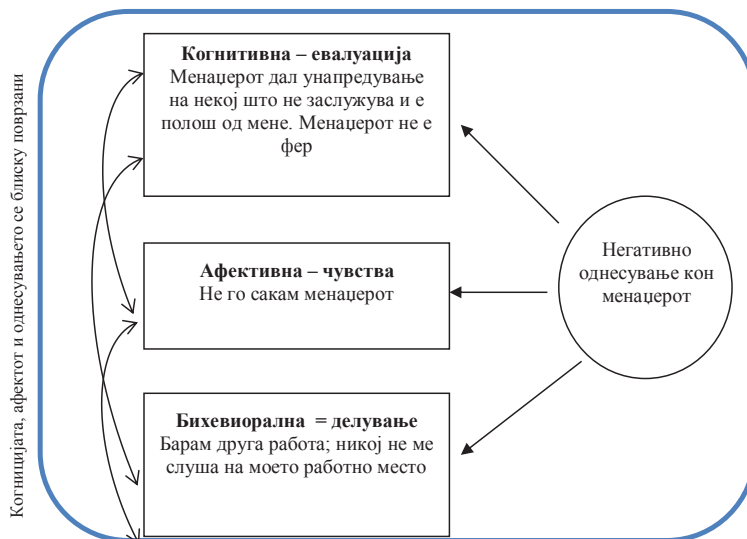 Когницијата, афектот и однесувањето се блиску поврзани
Когнитивна – евалуација
Менаџерот дал унапредување
на некој што не заслужува и е
полош од мене. Менаџерот не е
фер
Афективна – чувства
Не го сакам менаџерот
Бихевиорална = делување
Барам друга работа; никој не ме
слуша на моето работно место
Негативно
однесување кон
менаџерот